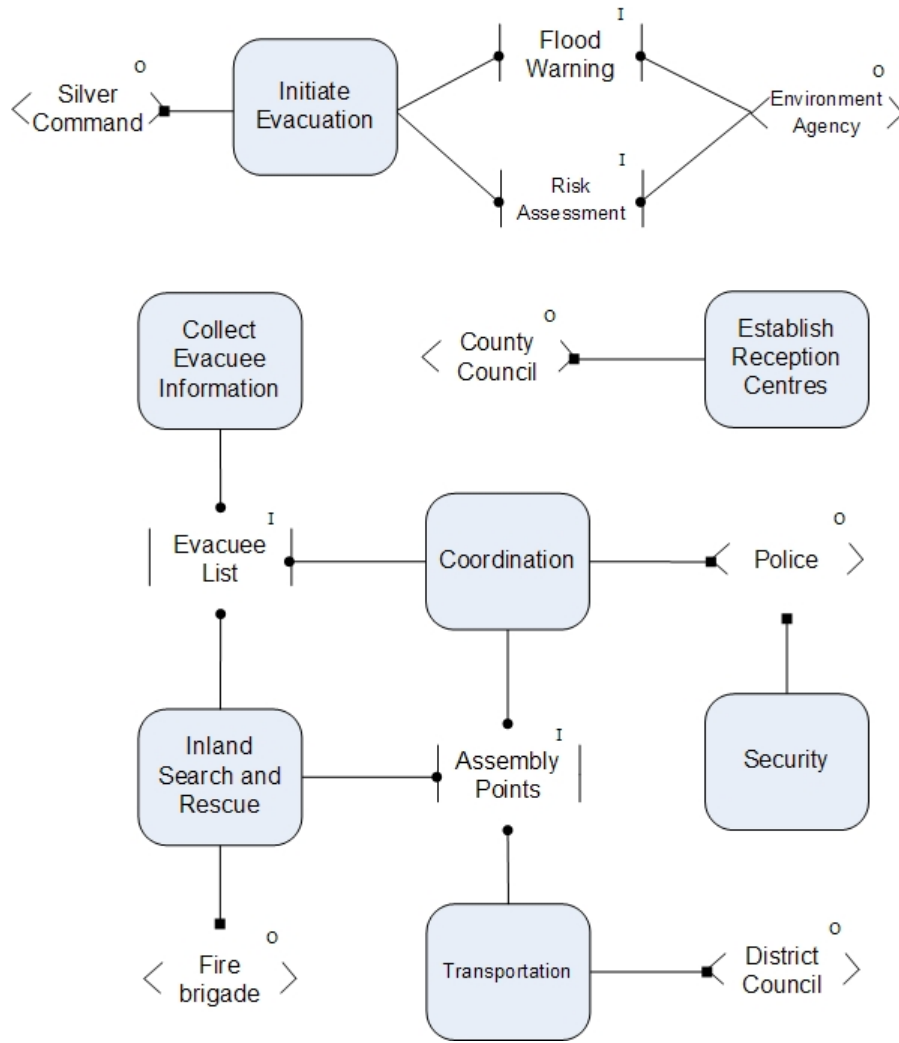 I
Flood
Warning
O
Silver
Command
Initiate
Evacuation
O
Environment
Agency
I
Risk
Assessment
Collect
Evacuee
Information
O
County
Council
Establish
Reception
Centres
I
Evacuee
List
Coordination
O
Police
Inland
Search and
Rescue
I
Assembly
Points
Security
O
Fire
brigade
Transportation
O
District
Council